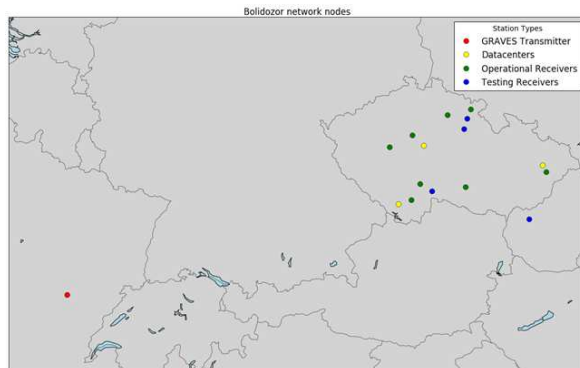 Bolidozor network nodes
Station Types
GRAVES Transmitter
Datacenters
Operational Receivers
Testing Receivers